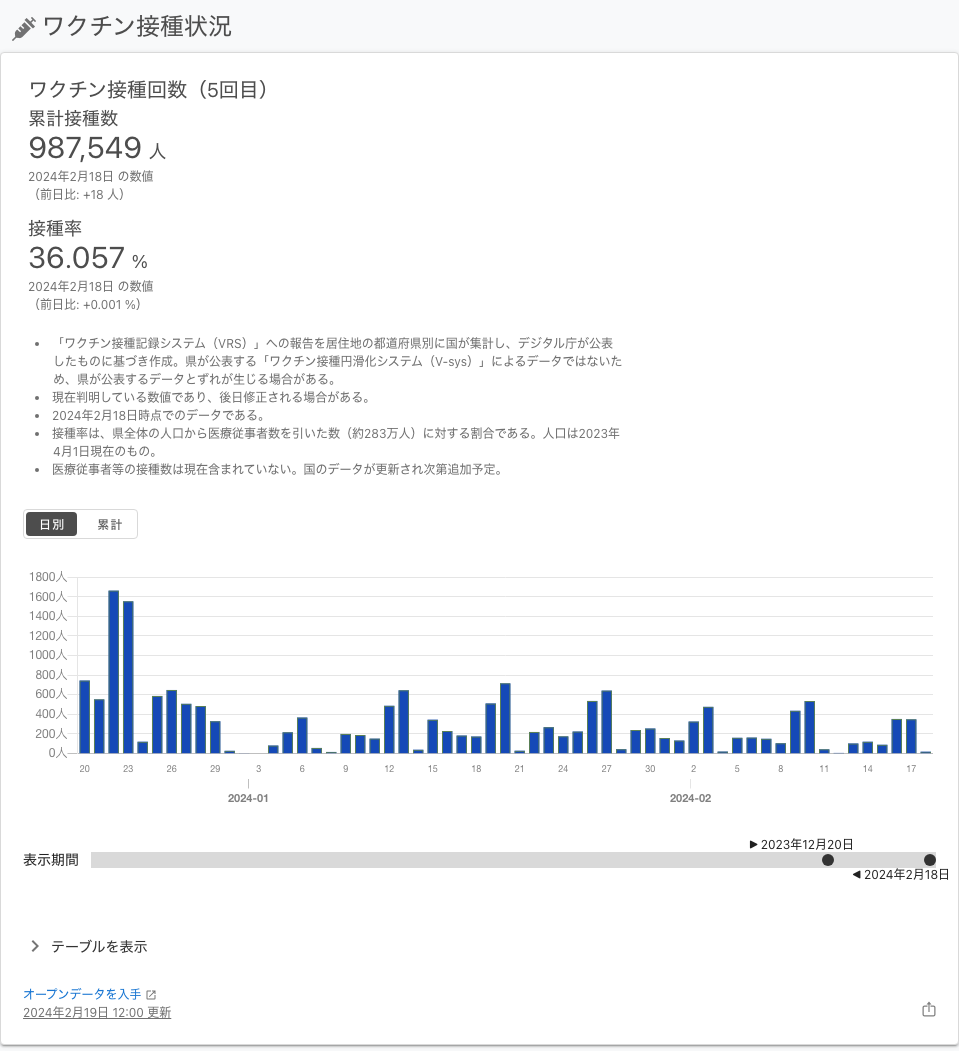 ワクチン接種状況
ワクチン接種回数（5回目）
累計接種数
987,549 人
2024年2月18日 の数値
（前日比: +18 人）
接種率
36.057 %
2024年2月18日 の数値
（前日比: +0.001 %）
• 「ワクチン接種記録システム（VRS）」への報告を居住地の都道府県別に国が集計し、デジタル庁が公表
したものに基づき作成。県が公表する「ワクチン接種円滑化システム（V-sys）」によるデータではないた
め、県が公表するデータとずれが生じる場合がある。
• 現在判明している数値であり、後日修正される場合がある。
• 2024年2月18日時点でのデータである。
• 接種率は、県全体の人口から医療従事者数を引いた数（約283万人）に対する割合である。人口は2023年
4月1日現在のもの。
• 医療従事者等の接種数は現在含まれていない。国のデータが更新され次第追加予定。
日別 累計
1800人
1600人
1400人
1200人
1000人
800人
600人
400人
200人
0人
20 23 26 29 3 6 9 12 15 18 21 24 27 30 2 5 8 11 14 17
2024-01 2024-02
▶ 2023年12月20日
表示期間
◀ 2024年2月18日
テーブルを表示
オープンデータを入手
2024年2月19日 12:00 更新